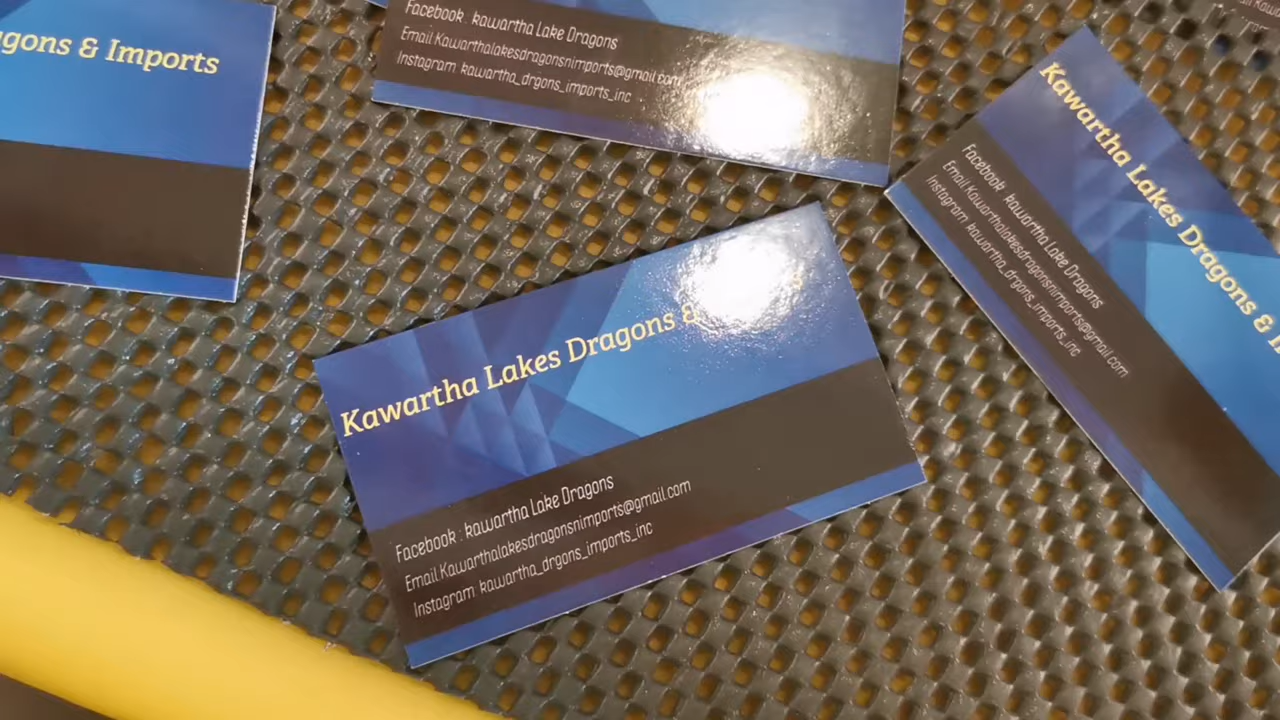 agons & Imports
Facebook : kawartha Lake Dragons
Email Kawarthalakesdragonsnimports@gmail.com
Instagram kawartha_drgons_imports_inc
Kawartha Lakes Dragons &
Facebook : kawartha Lake Dragons
Email Kawarthalakesdragonsnimports@gmail.com
Instagram kawartha_drgons_imports_inc
Kawartha Lakes Dragons &
Facebook : kawartha Lake Dragons
Email Kawarthalakesdragonsnimports@gmail.com
Instagram kawartha_drgons_imports_inc